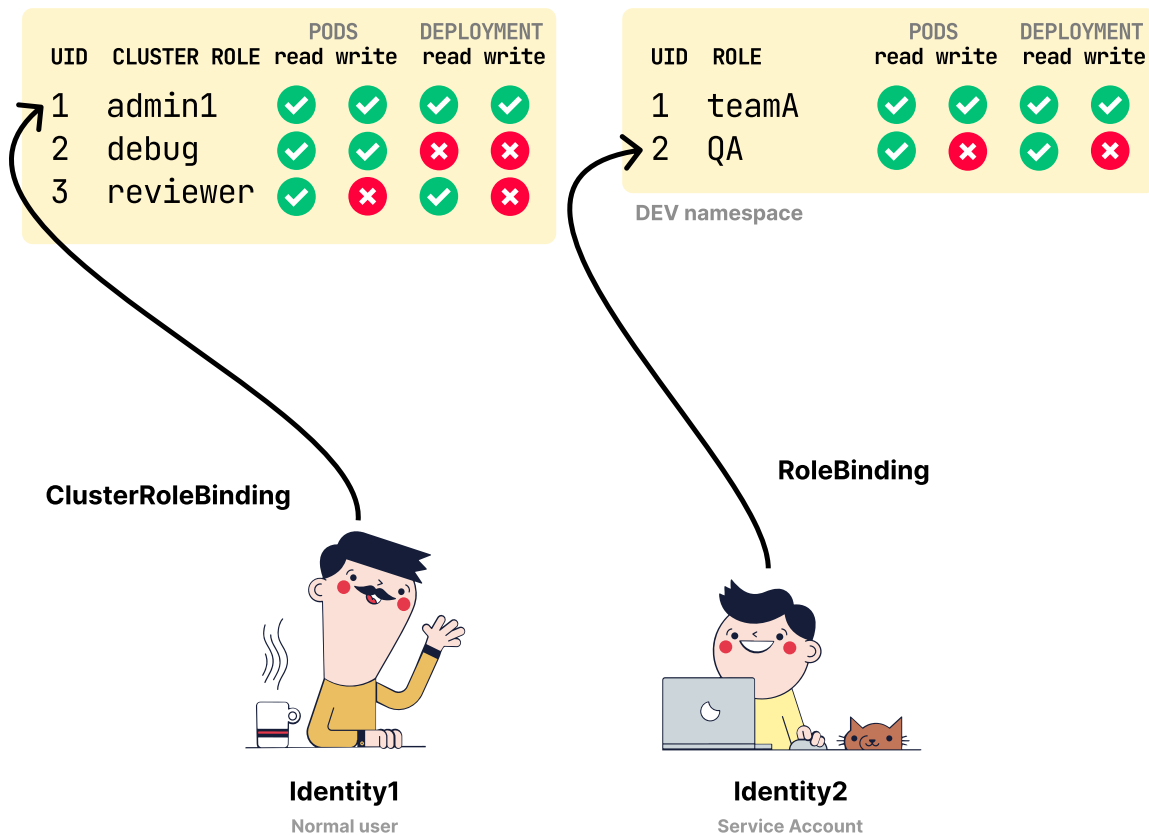 PODS DEPLOYMENT
UID CLUSTER ROLE read write read write
1 admin1
2 debug
3 reviewer
PODS DEPLOYMENT
UID ROLE read write read write
1 teamA
2 QA
DEV namespace
ClusterRoleBinding
RoleBinding
Identity1
Normal user
Identity2
Service Account